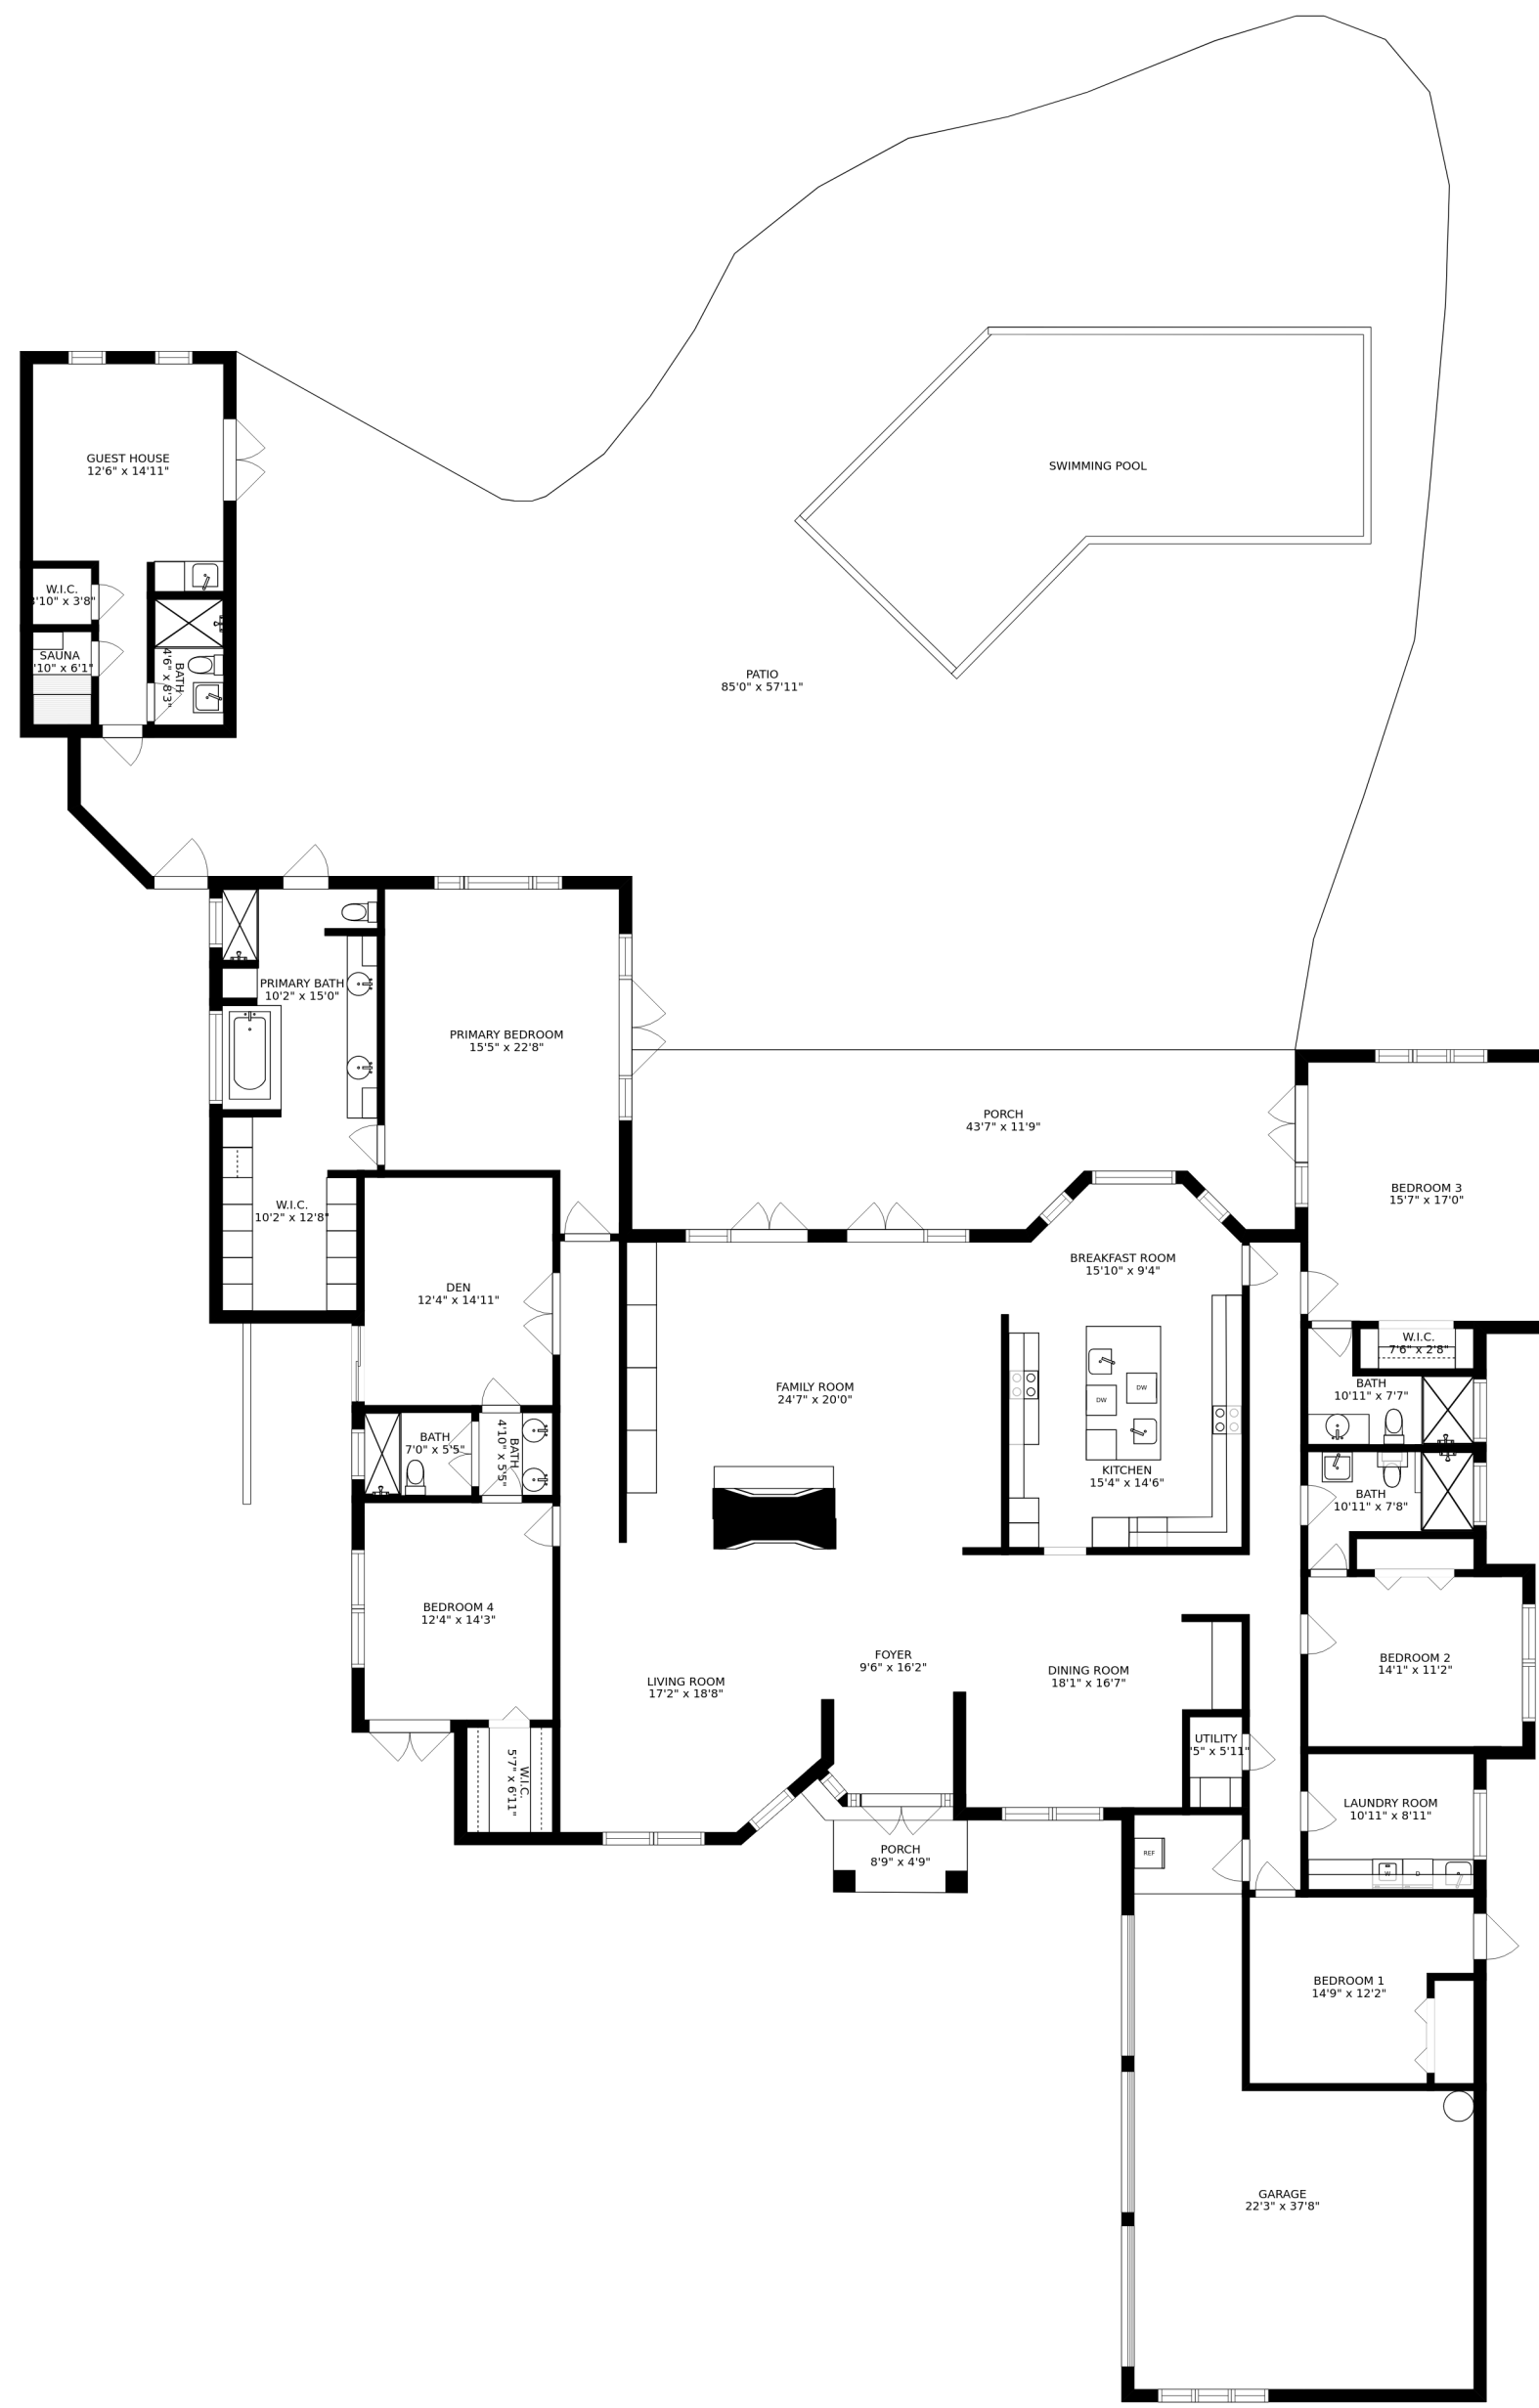 SWIMMING POOL
GUEST HOUSE
12'6" x 14'11"
W.I.C.
'10" x 3'8"
SAUNA
'10" x 6'1"
BATH
4'6" x 8'3"
PATIO
85'0" x 57'11"
PRIMARY BATH
10'2" x 15'0"
PRIMARY BEDROOM
15'5" x 22'8"
PORCH
43'7" x 11'9"
BEDROOM 3
15'7" x 17'0"
W.I.C.
10'2" x 12'8"
DEN
12'4" x 14'11"
BREAKFAST ROOM
15'10" x 9'4"
W.I.C.
7'6" x 2'8"
FAMILY ROOM
24'7" x 20'0"
DW
DW
BATH
10'11" x 7'7"
BATH
7'0" x 5'5"
BATH
4'10" x 5'5"
KITCHEN
15'4" x 14'6"
BATH
10'11" x 7'8"
BEDROOM 4
12'4" x 14'3"
LIVING ROOM
17'2" x 18'8"
FOYER
9'6" x 16'2"
DINING ROOM
18'1" x 16'7"
BEDROOM 2
14'1" x 11'2"
UTILITY
'5" x 5'11"
W.I.C.
5'7" x 6'11"
LAUNDRY ROOM
10'11" x 8'11"
PORCH
8'9" x 4'9"
REF
W
D
BEDROOM 1
14'9" x 12'2"
GARAGE
22'3" x 37'8"